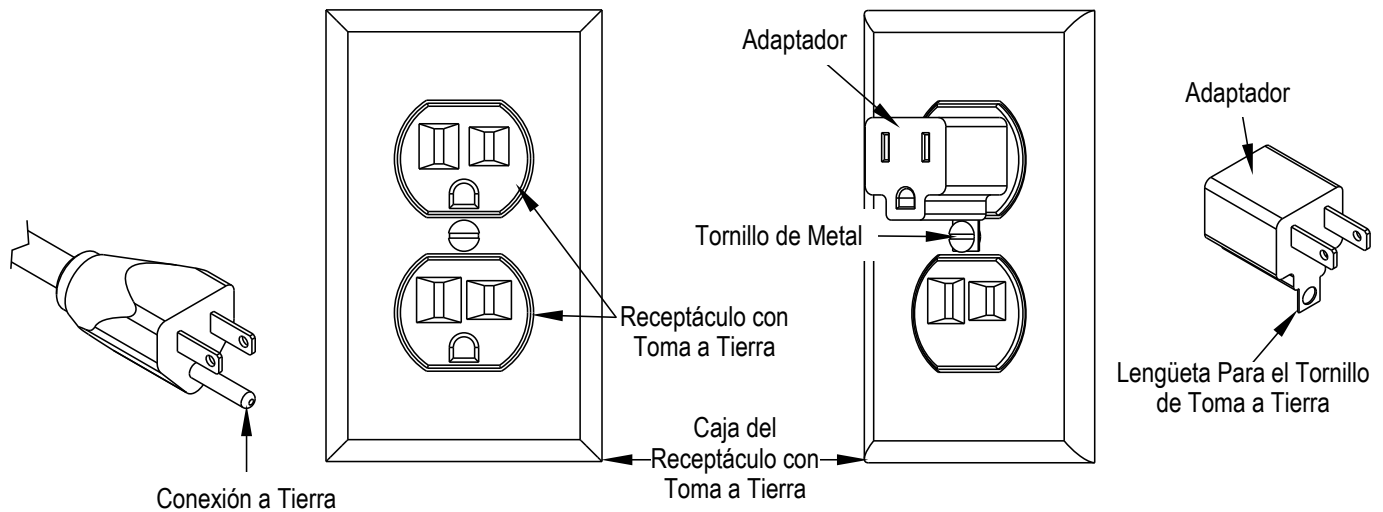 Adaptador
Adaptador
Tornillo de Metal
Receptáculo con
Toma a Tierra
Lengüeta Para el Tornillo
de Toma a Tierra
Caja del
Receptáculo con
Toma a Tierra
Conexión a Tierra